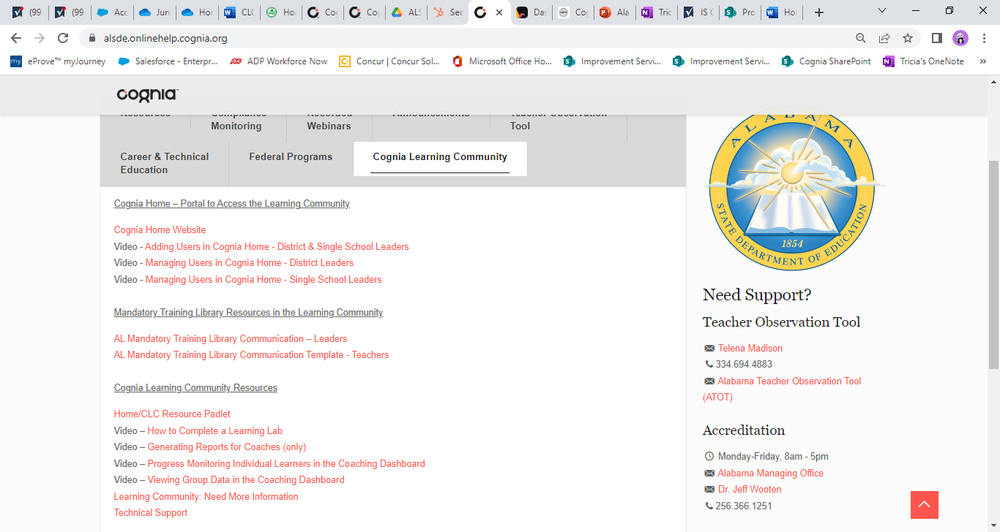 (99
(99
Acc
Jun
Ho
CLC
Ho
Co
Co
ALS
Sec
Das
Co
Ala
Tric
IS C
Pro
Ho
alsde.onlinehelp.cognia.org
my eProve™ myJourney
Salesforce - Enterpr...
ADP Workforce Now
Concur | Concur Sol...
Microsoft Office Ho...
Improvement Servi...
Improvement Servi...
Cognia SharePoint
Tricia's OneNote
»
cognia
Resources
Compliance
Monitoring
Recorded
Webinars
Announcements
Teacher Observation
Tool
Career & Technical
Education
Federal Programs
Cognia Learning Community
Cognia Home – Portal to Access the Learning Community
Cognia Home Website
Video - Adding Users in Cognia Home - District & Single School Leaders
Video - Managing Users in Cognia Home - District Leaders
Video - Managing Users in Cognia Home - Single School Leaders
Mandatory Training Library Resources in the Learning Community
AL Mandatory Training Library Communication – Leaders
AL Mandatory Training Library Communication Template - Teachers
Cognia Learning Community Resources
Home/CLC Resource Padlet
Video – How to Complete a Learning Lab
Video – Generating Reports for Coaches (only)
Video – Progress Monitoring Individual Learners in the Coaching Dashboard
Video – Viewing Group Data in the Coaching Dashboard
Learning Community: Need More Information
Technical Support
ALABAMA
1854
STATE DEPARTMENT OF EDUCATION
Need Support?
Teacher Observation Tool
Telena Madison
334.694.4883
Alabama Teacher Observation Tool
(ATOT)
Accreditation
Monday-Friday, 8am - 5pm
Alabama Managing Office
Dr. Jeff Wooten
256.366.1251